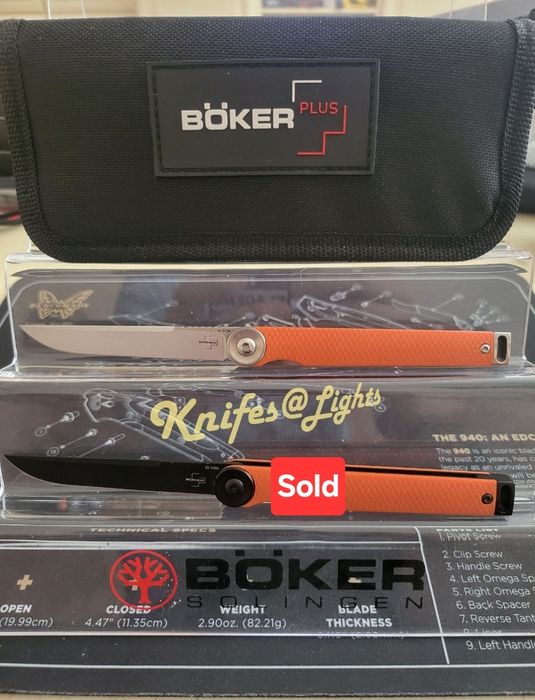 BÖKER PLUS
Knifes@Lights
THE 940: AN EDC
The 940 is an iconic blade
the past 20 years, has c
legacy as an unrivaled
Sold
TECHNICAL SPECS
PARTS LIST
1. Pivot Screw
2. Clip Screw
3. Handle Screw
4. Left Omega Sp
5. Right Omega S
6. Back Spacer
7. Reverse Tant
8. Liner
9. Left Handle
BÖKER
SOLINGEN
OPEN
(19.99cm)
CLOSED
4.47" (11.35cm)
WEIGHT
2.90oz. (82.21g)
BLADE
THICKNESS